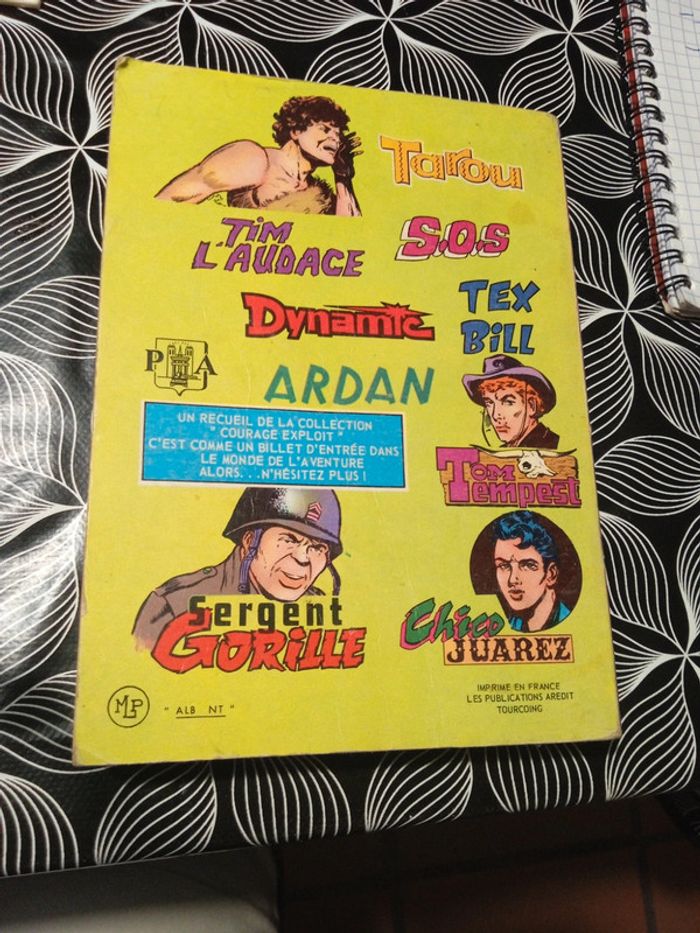 Tarou
TIM
L'AUDACE
S.O.S
Dynamic
TEX
BILL
P A
ARDAN
UN RECUEIL DE LA COLLECTION
" COURAGE EXPLOIT "
C'EST COMME UN BILLET D'ENTRÉE DANS
LE MONDE DE L'AVENTURE
ALORS. . .N'HÉSITEZ PLUS !
TOM
Tempest
Sergent
GORILLE
Chico
JUAREZ
IMPRIME EN FRANCE
LES PUBLICATIONS AREDIT
TOURCOING
MLP
" ALB NT "